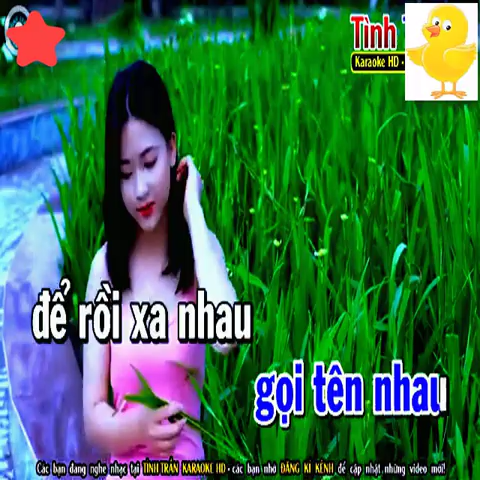 Tình
Karaoke HD -
để rồi xa nhau
gọi tên nhau
Các bạn đang nghe nhạc tại TÌNH TRẦN KARAOKE HD - các bạn nhớ ĐĂNG KÍ KÊNH để cập nhật những video mới!